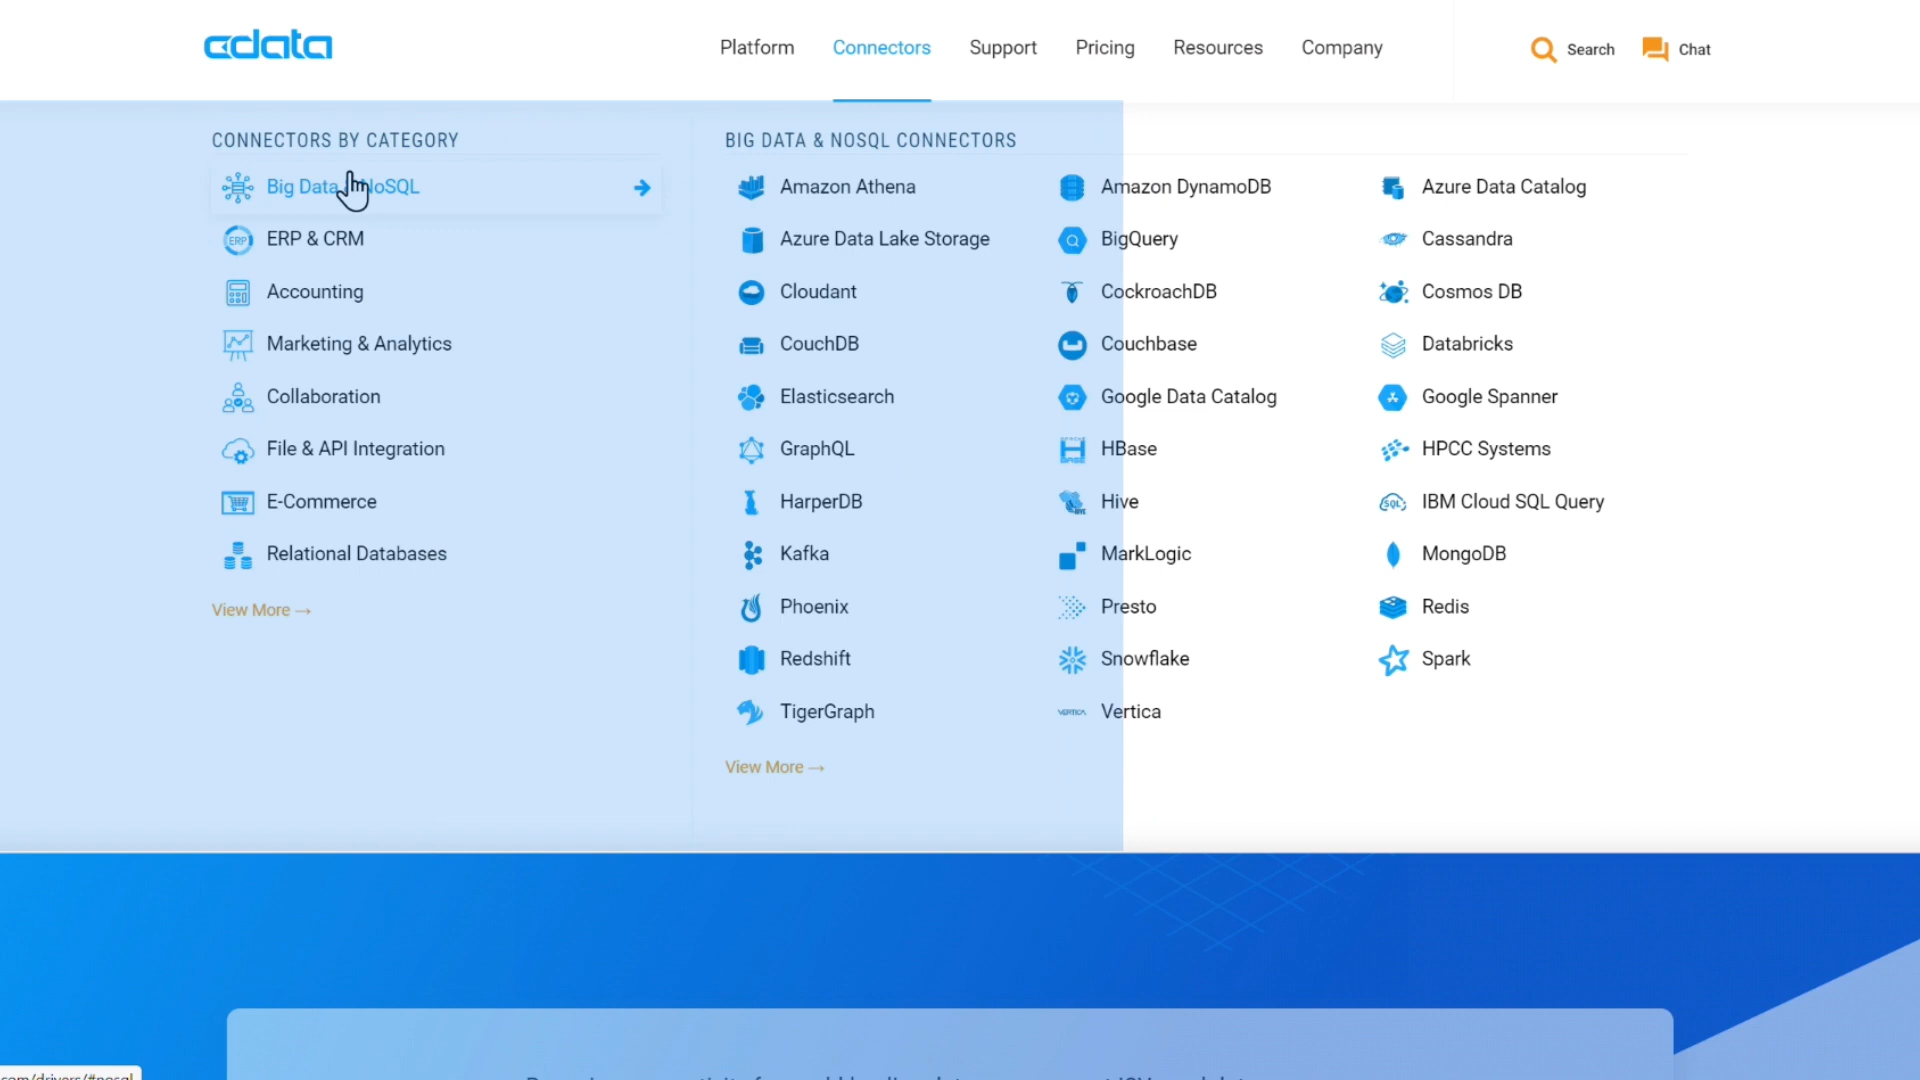 cdata
Platform
Connectors
Support
Pricing
Resources
Company
Search
Chat
CONNECTORS BY CATEGORY
Big Data & NoSQL
ERP & CRM
Accounting
Marketing & Analytics
Collaboration
File & API Integration
E-Commerce
Relational Databases
View More →
BIG DATA & NOSQL CONNECTORS
Amazon Athena
Amazon DynamoDB
Azure Data Catalog
Azure Data Lake Storage
BigQuery
Cassandra
Cloudant
CockroachDB
Cosmos DB
CouchDB
Couchbase
Databricks
Elasticsearch
Google Data Catalog
Google Spanner
GraphQL
HBase
HPCC Systems
HarperDB
Hive
IBM Cloud SQL Query
Kafka
MarkLogic
MongoDB
Phoenix
Presto
Redis
Redshift
Snowflake
Spark
TigerGraph
Vertica
View More →